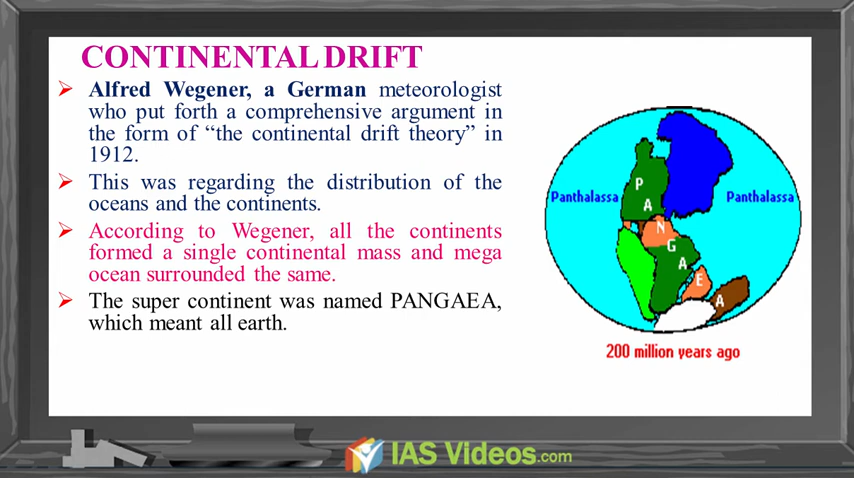 CONTINENTAL DRIFT
➢ Alfred Wegener, a German meteorologist
who put forth a comprehensive argument in
the form of “the continental drift theory” in
1912.
➢ This was regarding the distribution of the
oceans and the continents.
➢ According to Wegener, all the continents
formed a single continental mass and mega
ocean surrounded the same.
➢ The super continent was named PANGAEA,
which meant all earth.
Panthalassa
P
A
N
G
A
E
A
Panthalassa
200 million years ago
IAS Videos.com